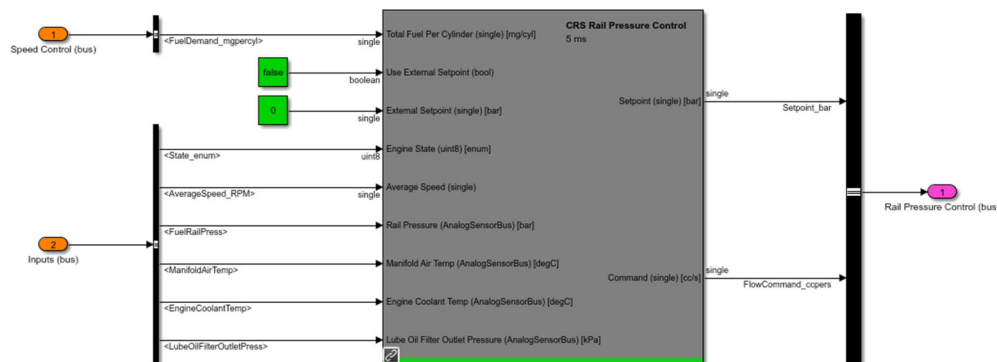 CRS Rail Pressure Control
5 ms
1
Speed Control (bus)
<FuelDemand_mgpercyl>
single
Total Fuel Per Cylinder (single) [mg/cyl]
false
boolean
Use External Setpoint (bool)
0
single
External Setpoint (single) [bar]
Setpoint (single) [bar]
single
Setpoint_bar
<State_enum>
uint8
Engine State (uint8) [enum]
<AverageSpeed_RPM>
single
Average Speed (single)
1
Rail Pressure Control (bus
<FuelRailPress>
Rail Pressure (AnalogSensorBus) [bar]
2
Inputs (bus)
<ManifoldAirTemp>
Manifold Air Temp (AnalogSensorBus) [degC]
Command (single) [cc/s]
single
FlowCommand_ccpers
<EngineCoolantTemp>
Engine Coolant Temp (AnalogSensorBus) [degC]
<LubeOilFilterOutletPress>
Lube Oil Filter Outlet Pressure (AnalogSensorBus) [kPa]